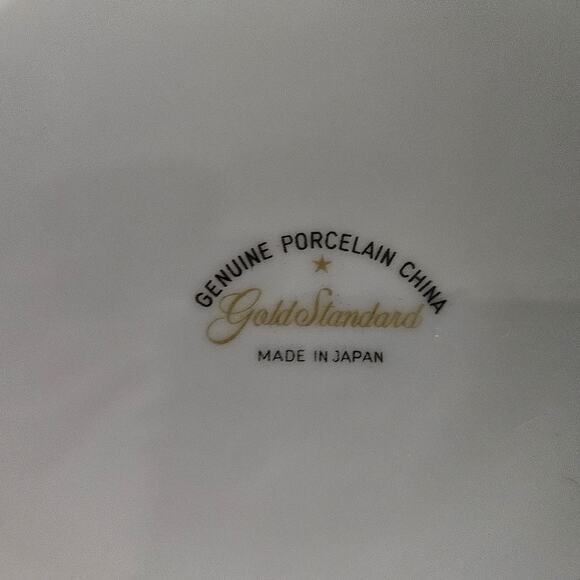 GENUINE PORCELAIN CHINA
Gold Standard
MADE IN JAPAN